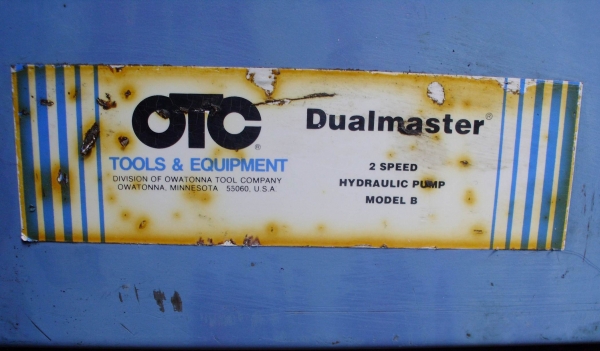 OTC®
TOOLS & EQUIPMENT
DIVISION OF OWATONNA TOOL COMPANY
OWATONNA, MINNESOTA 55060, U.S.A.
Dualmaster®
2 SPEED
HYDRAULIC PUMP
MODEL B